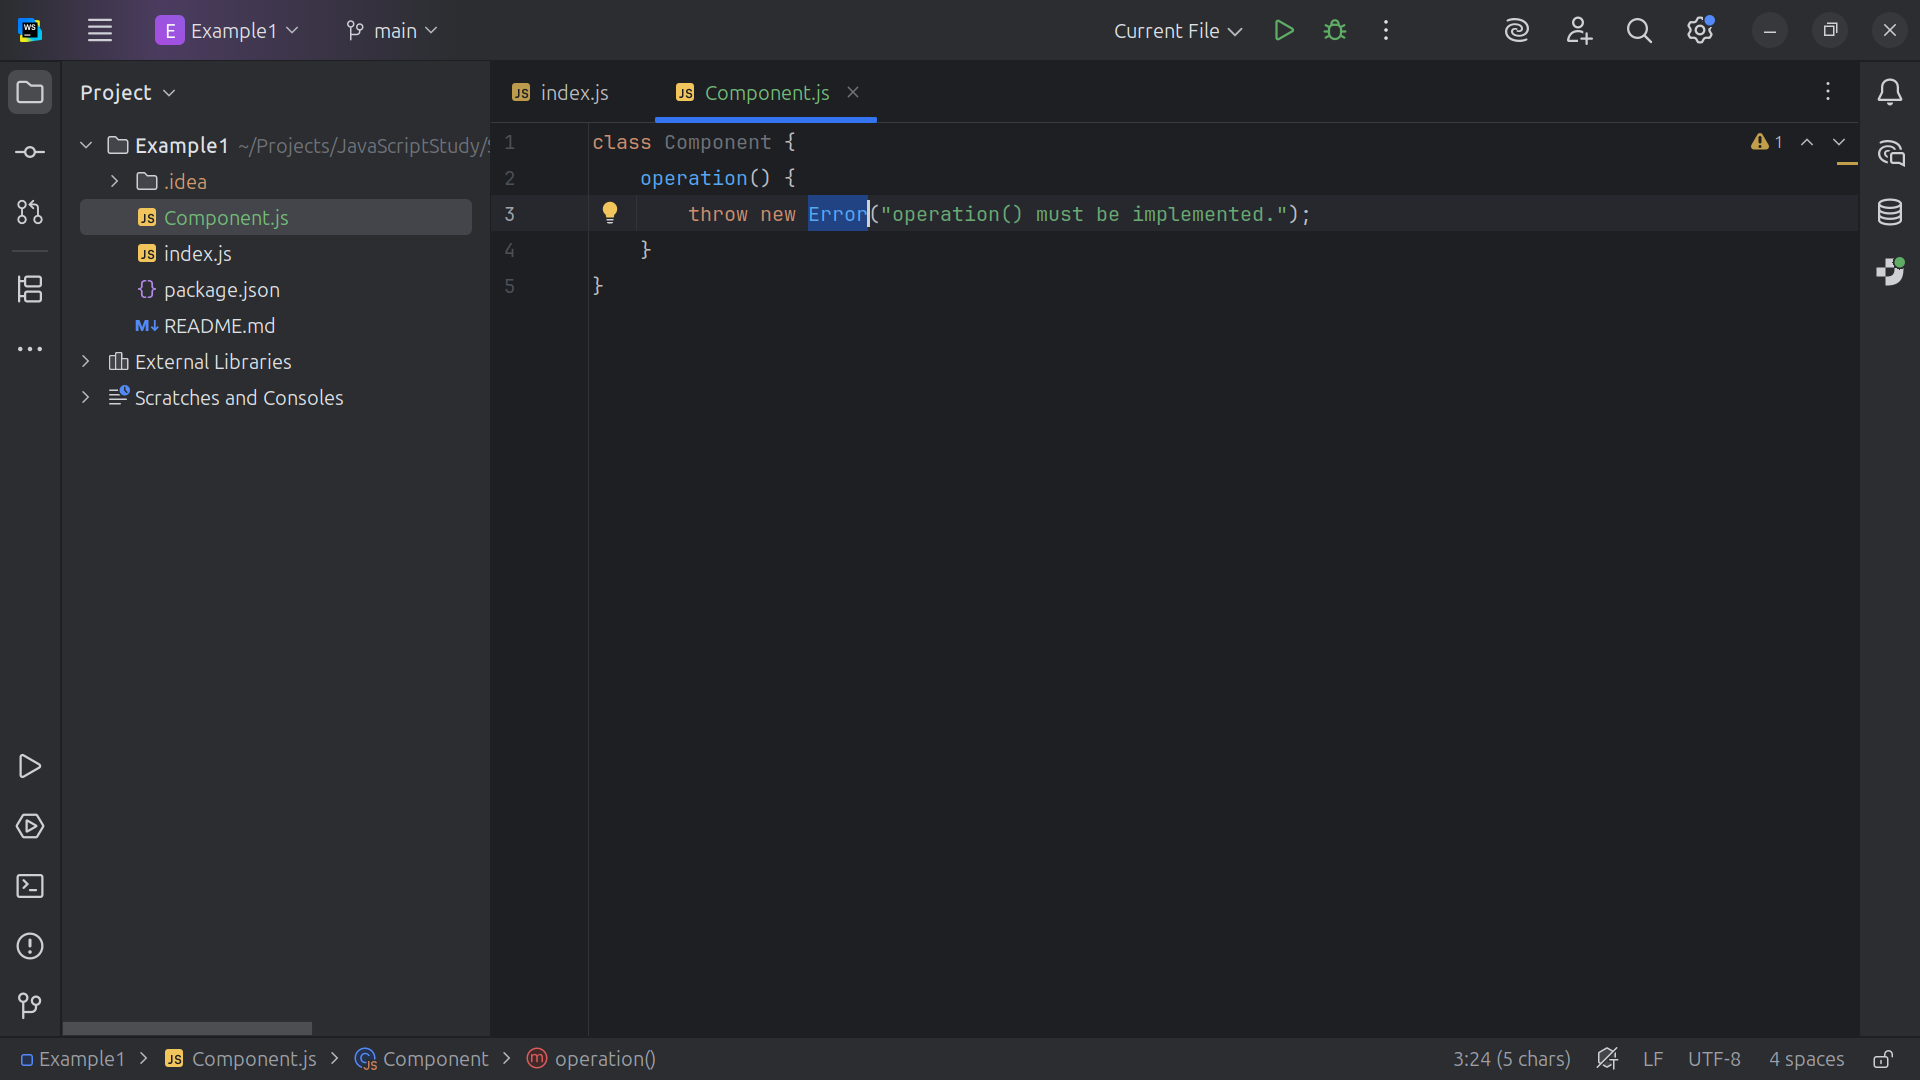 WS
E Example1
main
Current File
Project
index.js
Component.js
Example1 ~/Projects/JavaScriptStudy/
.idea
Component.js
index.js
package.json
README.md
External Libraries
Scratches and Consoles
1 class Component {
2 operation() {
3 throw new Error("operation() must be implemented.");
4 }
5 }
1
Example1 > Component.js > Component > operation()
3:24 (5 chars)
LF
UTF-8
4 spaces